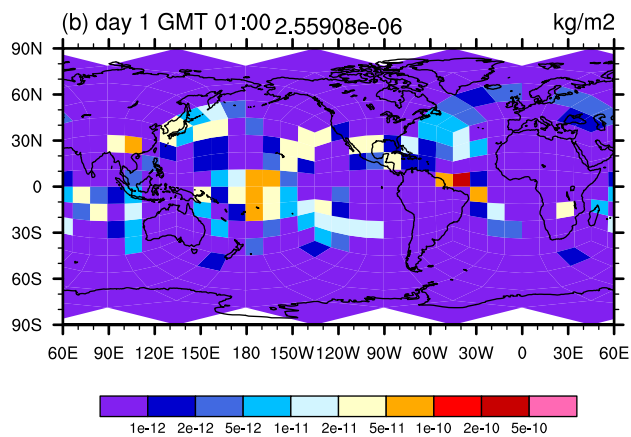 (b) day 1 GMT 01:00 2.55908e-06 kg/m2
90N
60N
30N
0
30S
60S
90S
60E 90E 120E 150E 180 150W 120W 90W 60W 30W 0 30E 60E
1e-12 2e-12 5e-12 1e-11 2e-11 5e-11 1e-10 2e-10 5e-10